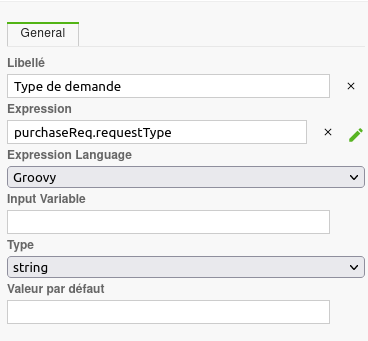 General
Libellé
Type de demande
Expression
purchaseReq.requestType
Expression Language
Groovy
Input Variable
Type
string
Valeur par défaut